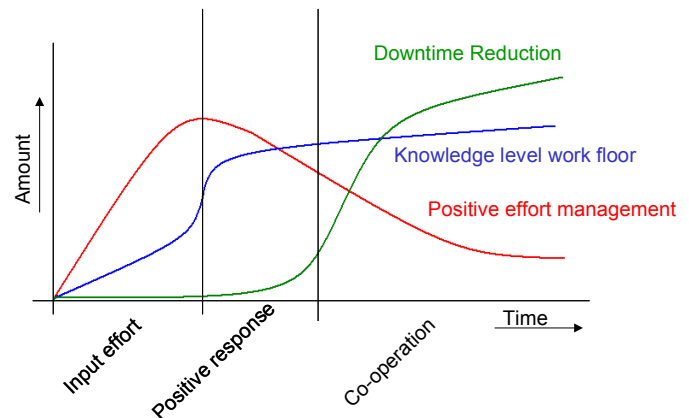 Downtime Reduction
Knowledge level work floor
Positive effort management
Amount
Time
Input effort
Positive response
Co-operation